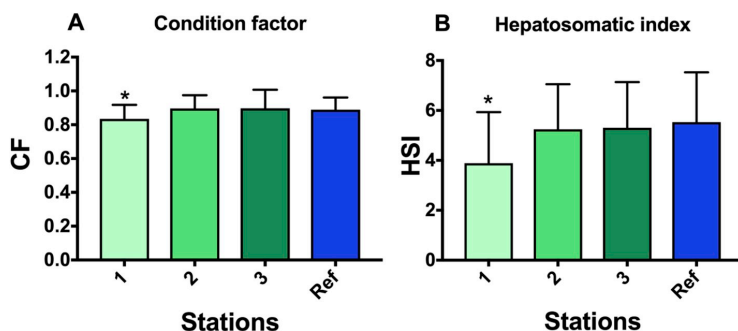 A Condition factor
1.2
1.0
0.8
0.6
0.4
0.2
0.0
CF
*
1 2 3 Ref
Stations
B Hepatosomatic index
8
6
4
2
0
HSI
*
1 2 3 Ref
Stations